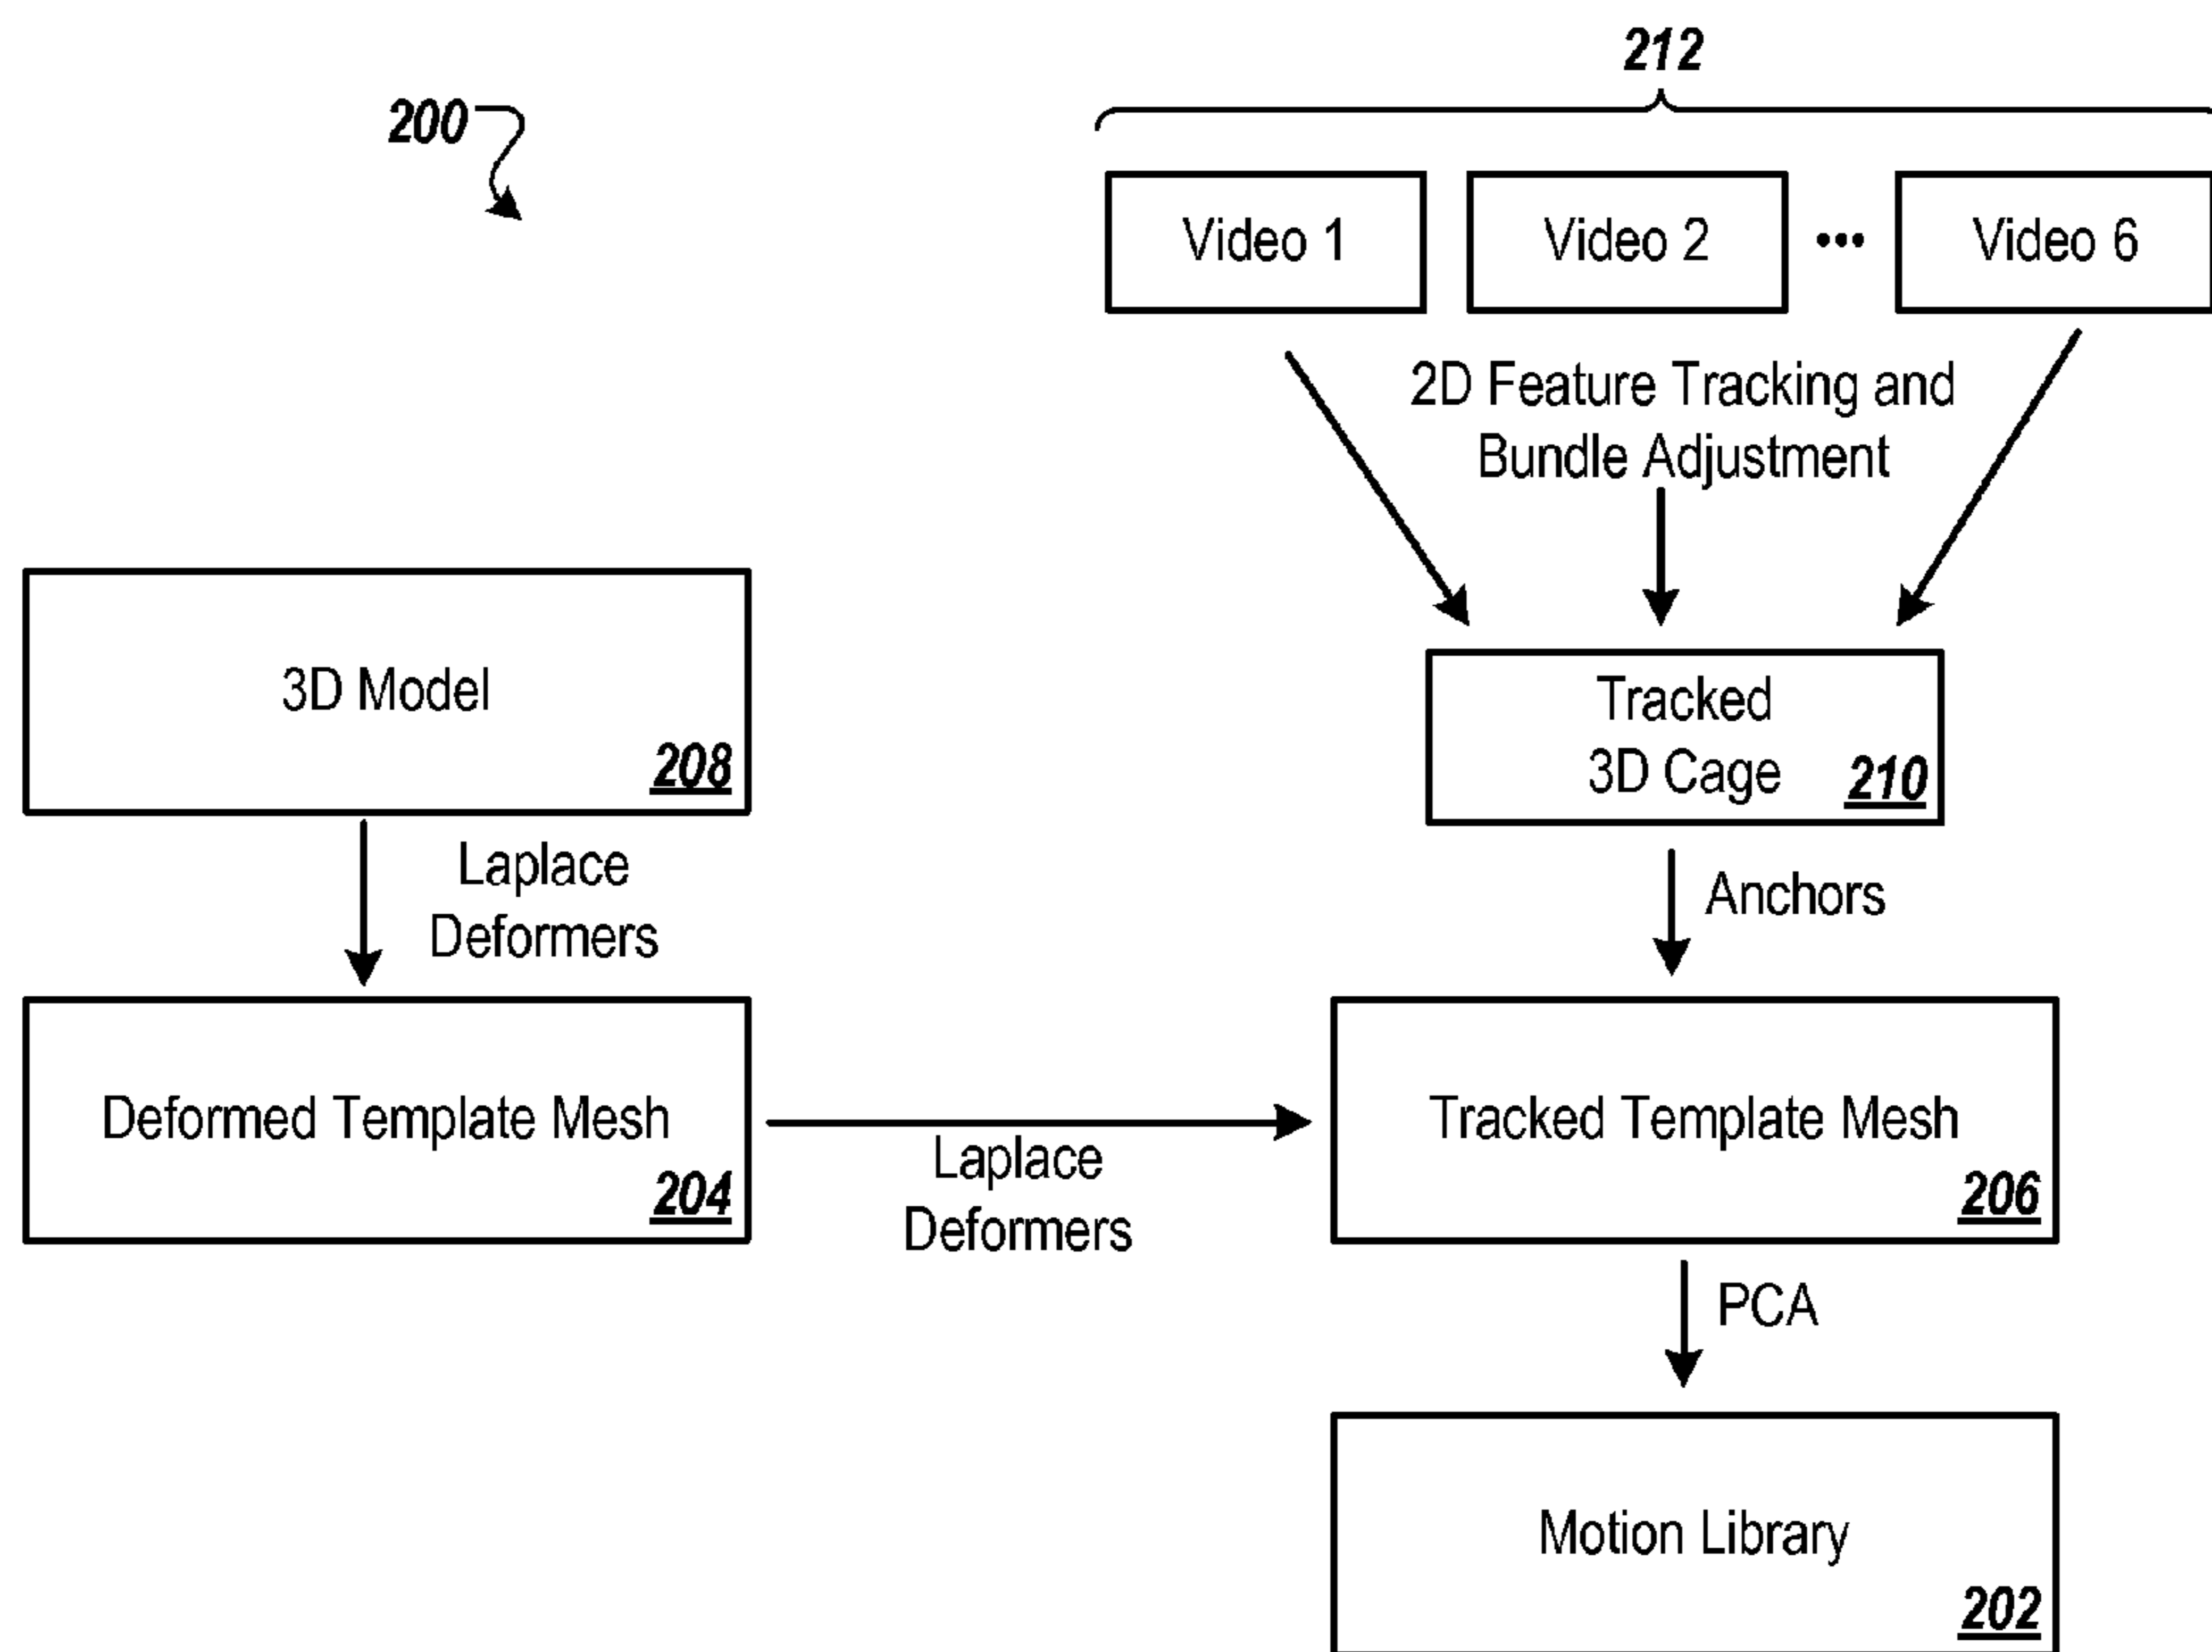 212
200
Video 1
Video 2
•••
Video 6
2D Feature Tracking and
Bundle Adjustment
3D Model
208
Tracked
3D Cage
210
Laplace
Deformers
Anchors
Deformed Template Mesh
204
Laplace
Deformers
Tracked Template Mesh
206
PCA
Motion Library
202